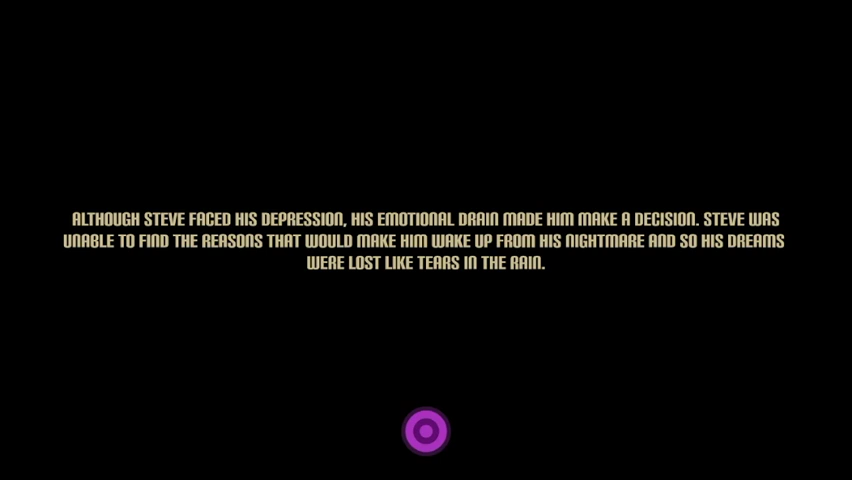 ALTHOUGH STEVE FACED HIS DEPRESSION, HIS EMOTIONAL DRAIN MADE HIM MAKE A DECISION. STEVE WAS
UNABLE TO FIND THE REASONS THAT WOULD MAKE HIM WAKE UP FROM HIS NIGHTMARE AND SO HIS DREAMS
WERE LOST LIKE TEARS IN THE RAIN.